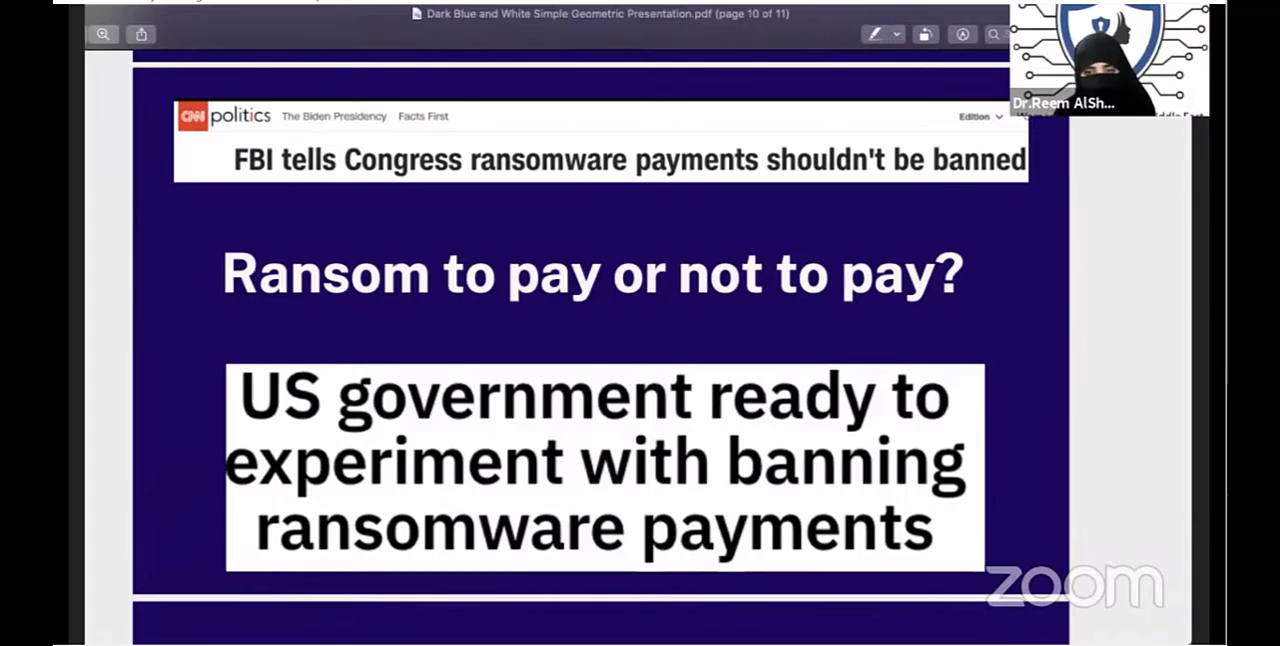 Dark Blue and White Simple Geometric Presentation.pdf (page 10 of 11)
Dr.Reem AlSh...
CNN politics The Biden Presidency Facts First Edition
FBI tells Congress ransomware payments shouldn't be banned
Ransom to pay or not to pay?
US government ready to
experiment with banning
ransomware payments
zoom